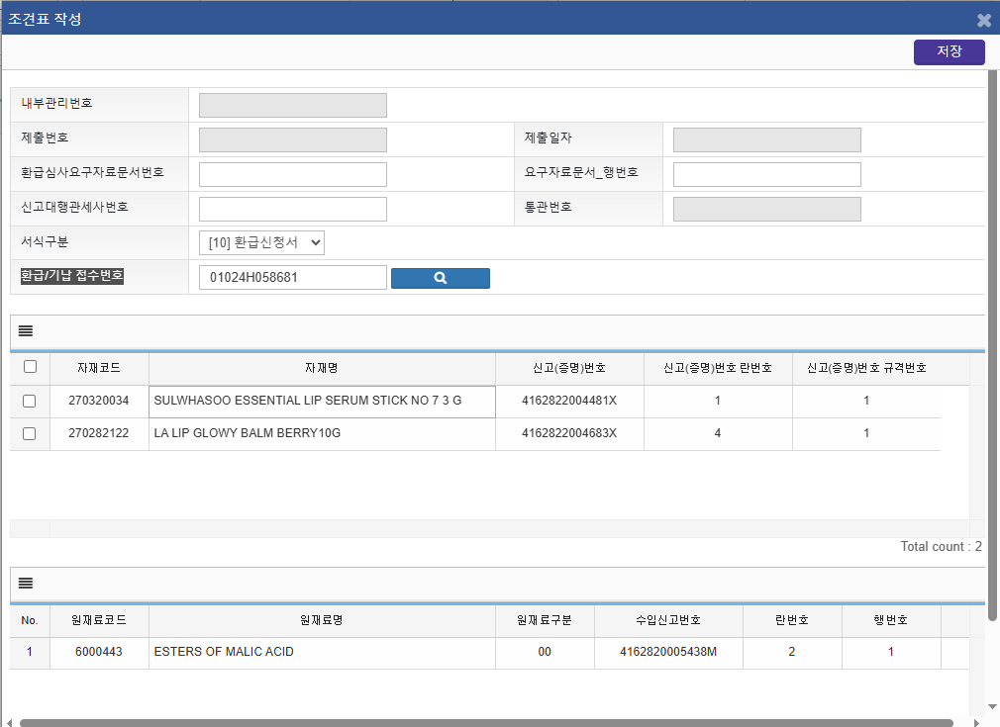 조건표 작성
저장
내부관리번호
제출번호 제출일자
환급심사요구자료문서번호 요구자료문서_행번호
신고대행관세사번호 통관번호
서식구분 [10] 환급신청서
환급/기납 접수번호 01024H058681
자재코드 자재명 신고(증명)번호 신고(증명)번호 란번호 신고(증명)번호 규격번호
270320034 SULWHASOO ESSENTIAL LIP SERUM STICK NO 7 3 G 4162822004481X 1 1
270282122 LA LIP GLOWY BALM BERRY10G 4162822004683X 4 1
Total count : 2
No. 원재료코드 원재료명 원재료구분 수입신고번호 란번호 행번호
1 6000443 ESTERS OF MALIC ACID 00 4162820005438M 2 1